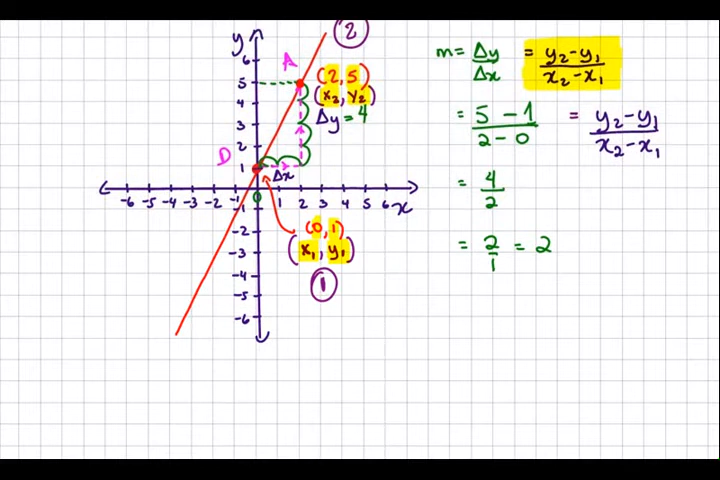 2
y
A
6
5
4
3
2
1
(2, 5)
(x₂, y₂)
Δy = 4
D
Δx
-6 -5 -4 -3 -2 -1 0 1 2 3 4 5 6 x
-1
-2
-3
-4
-5
-6
(0, 1)
(x₁, y₁)
1
m = Δy/Δx = y₂-y₁/x₂-x₁
= 5 - 1/2 - 0 = y₂-y₁/x₂-x₁
= 4/2
= 2/1 = 2